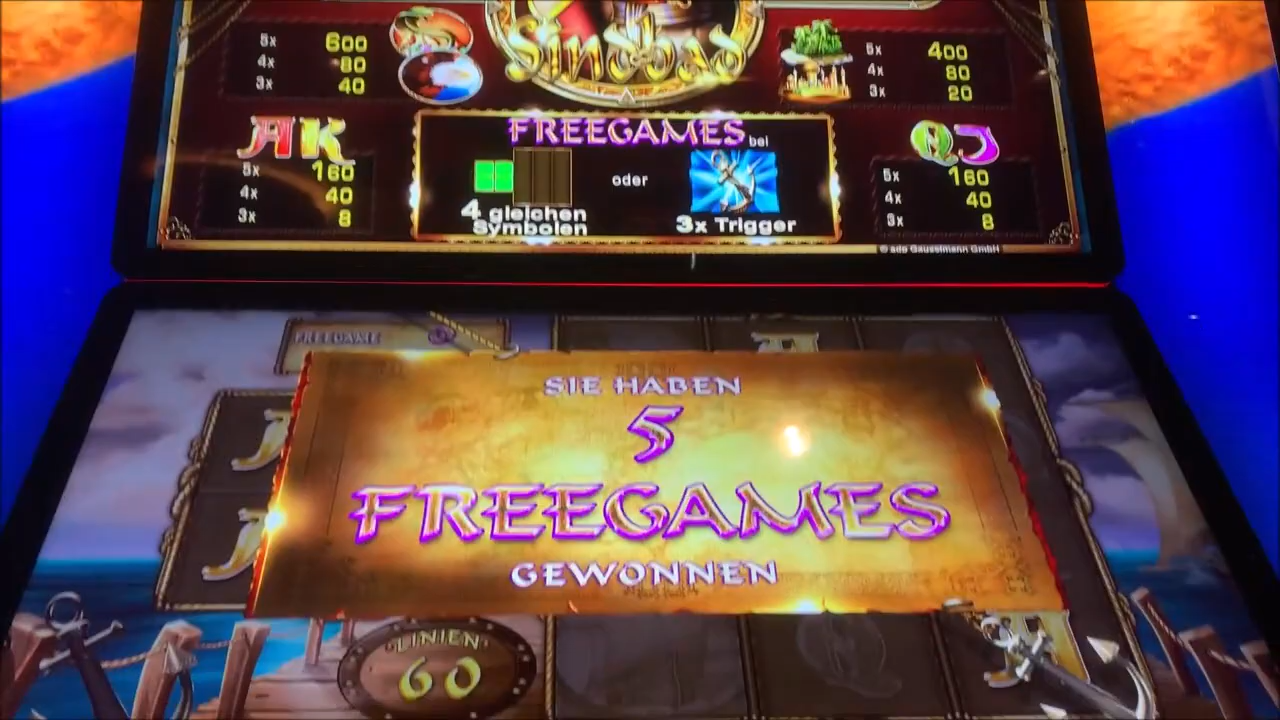 5x 600
4x 80
3x 40
Sindbad
5x 400
4x 80
3x 20
A K
5x 160
4x 40
3x 8
FREEGAMES bei
oder
4 gleichen
Symbolen
3x Trigger
Q J
5x 160
4x 40
3x 8
© adp Gauselmann GmbH
FREEGAME
SIE HABEN
5
FREEGAMES
GEWONNEN
LINIEN
60